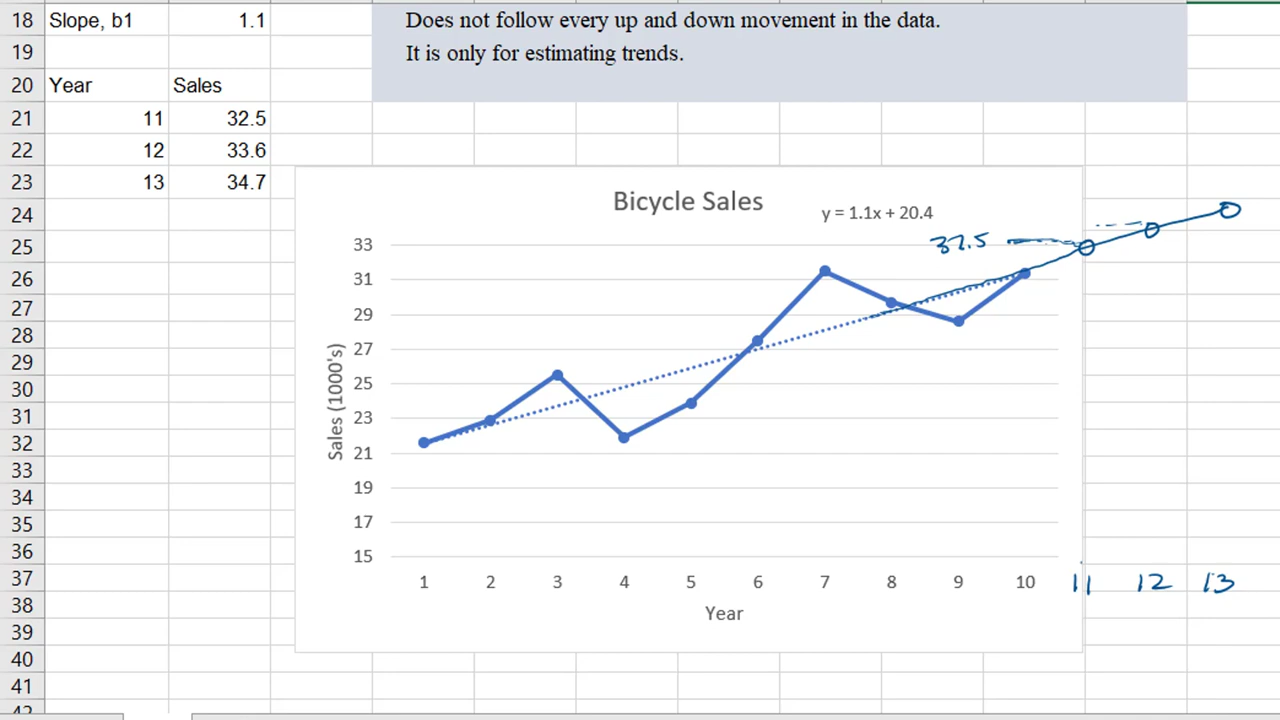 18 Slope, b1 1.1
Does not follow every up and down movement in the data.
19
It is only for estimating trends.
20 Year Sales
21 11 32.5
22 12 33.6
23 13 34.7
24
25
26
27
28
29
30
31
32
33
34
35
36
37
38
39
40
41
42
Bicycle Sales
y = 1.1x + 20.4
32.5
33
31
29
27
25
23
21
19
17
15
Sales (1000's)
1 2 3 4 5 6 7 8 9 10 11 12 13
Year